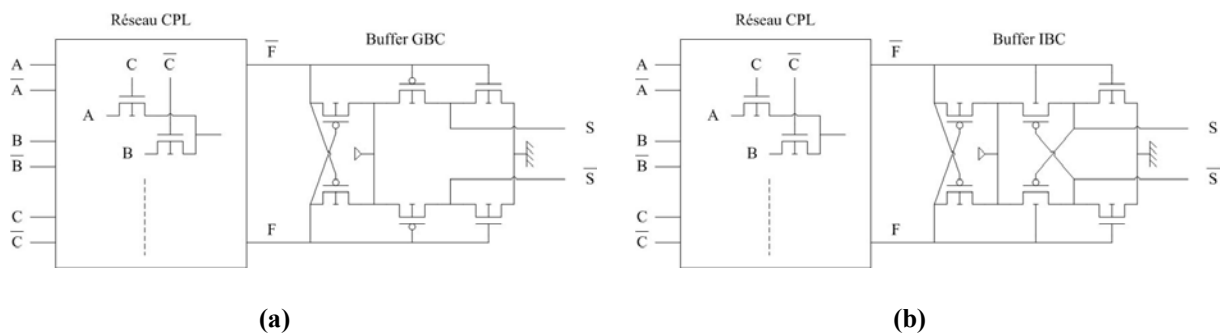 Réseau CPL
F̅
Buffer GBC
A
A̅
C
C̅
A
B
B̅
B
C
C̅
F
S
S̅
(a)
Réseau CPL
F̅
Buffer IBC
A
A̅
C
C̅
A
B
B̅
B
C
C̅
F
S
S̅
(b)